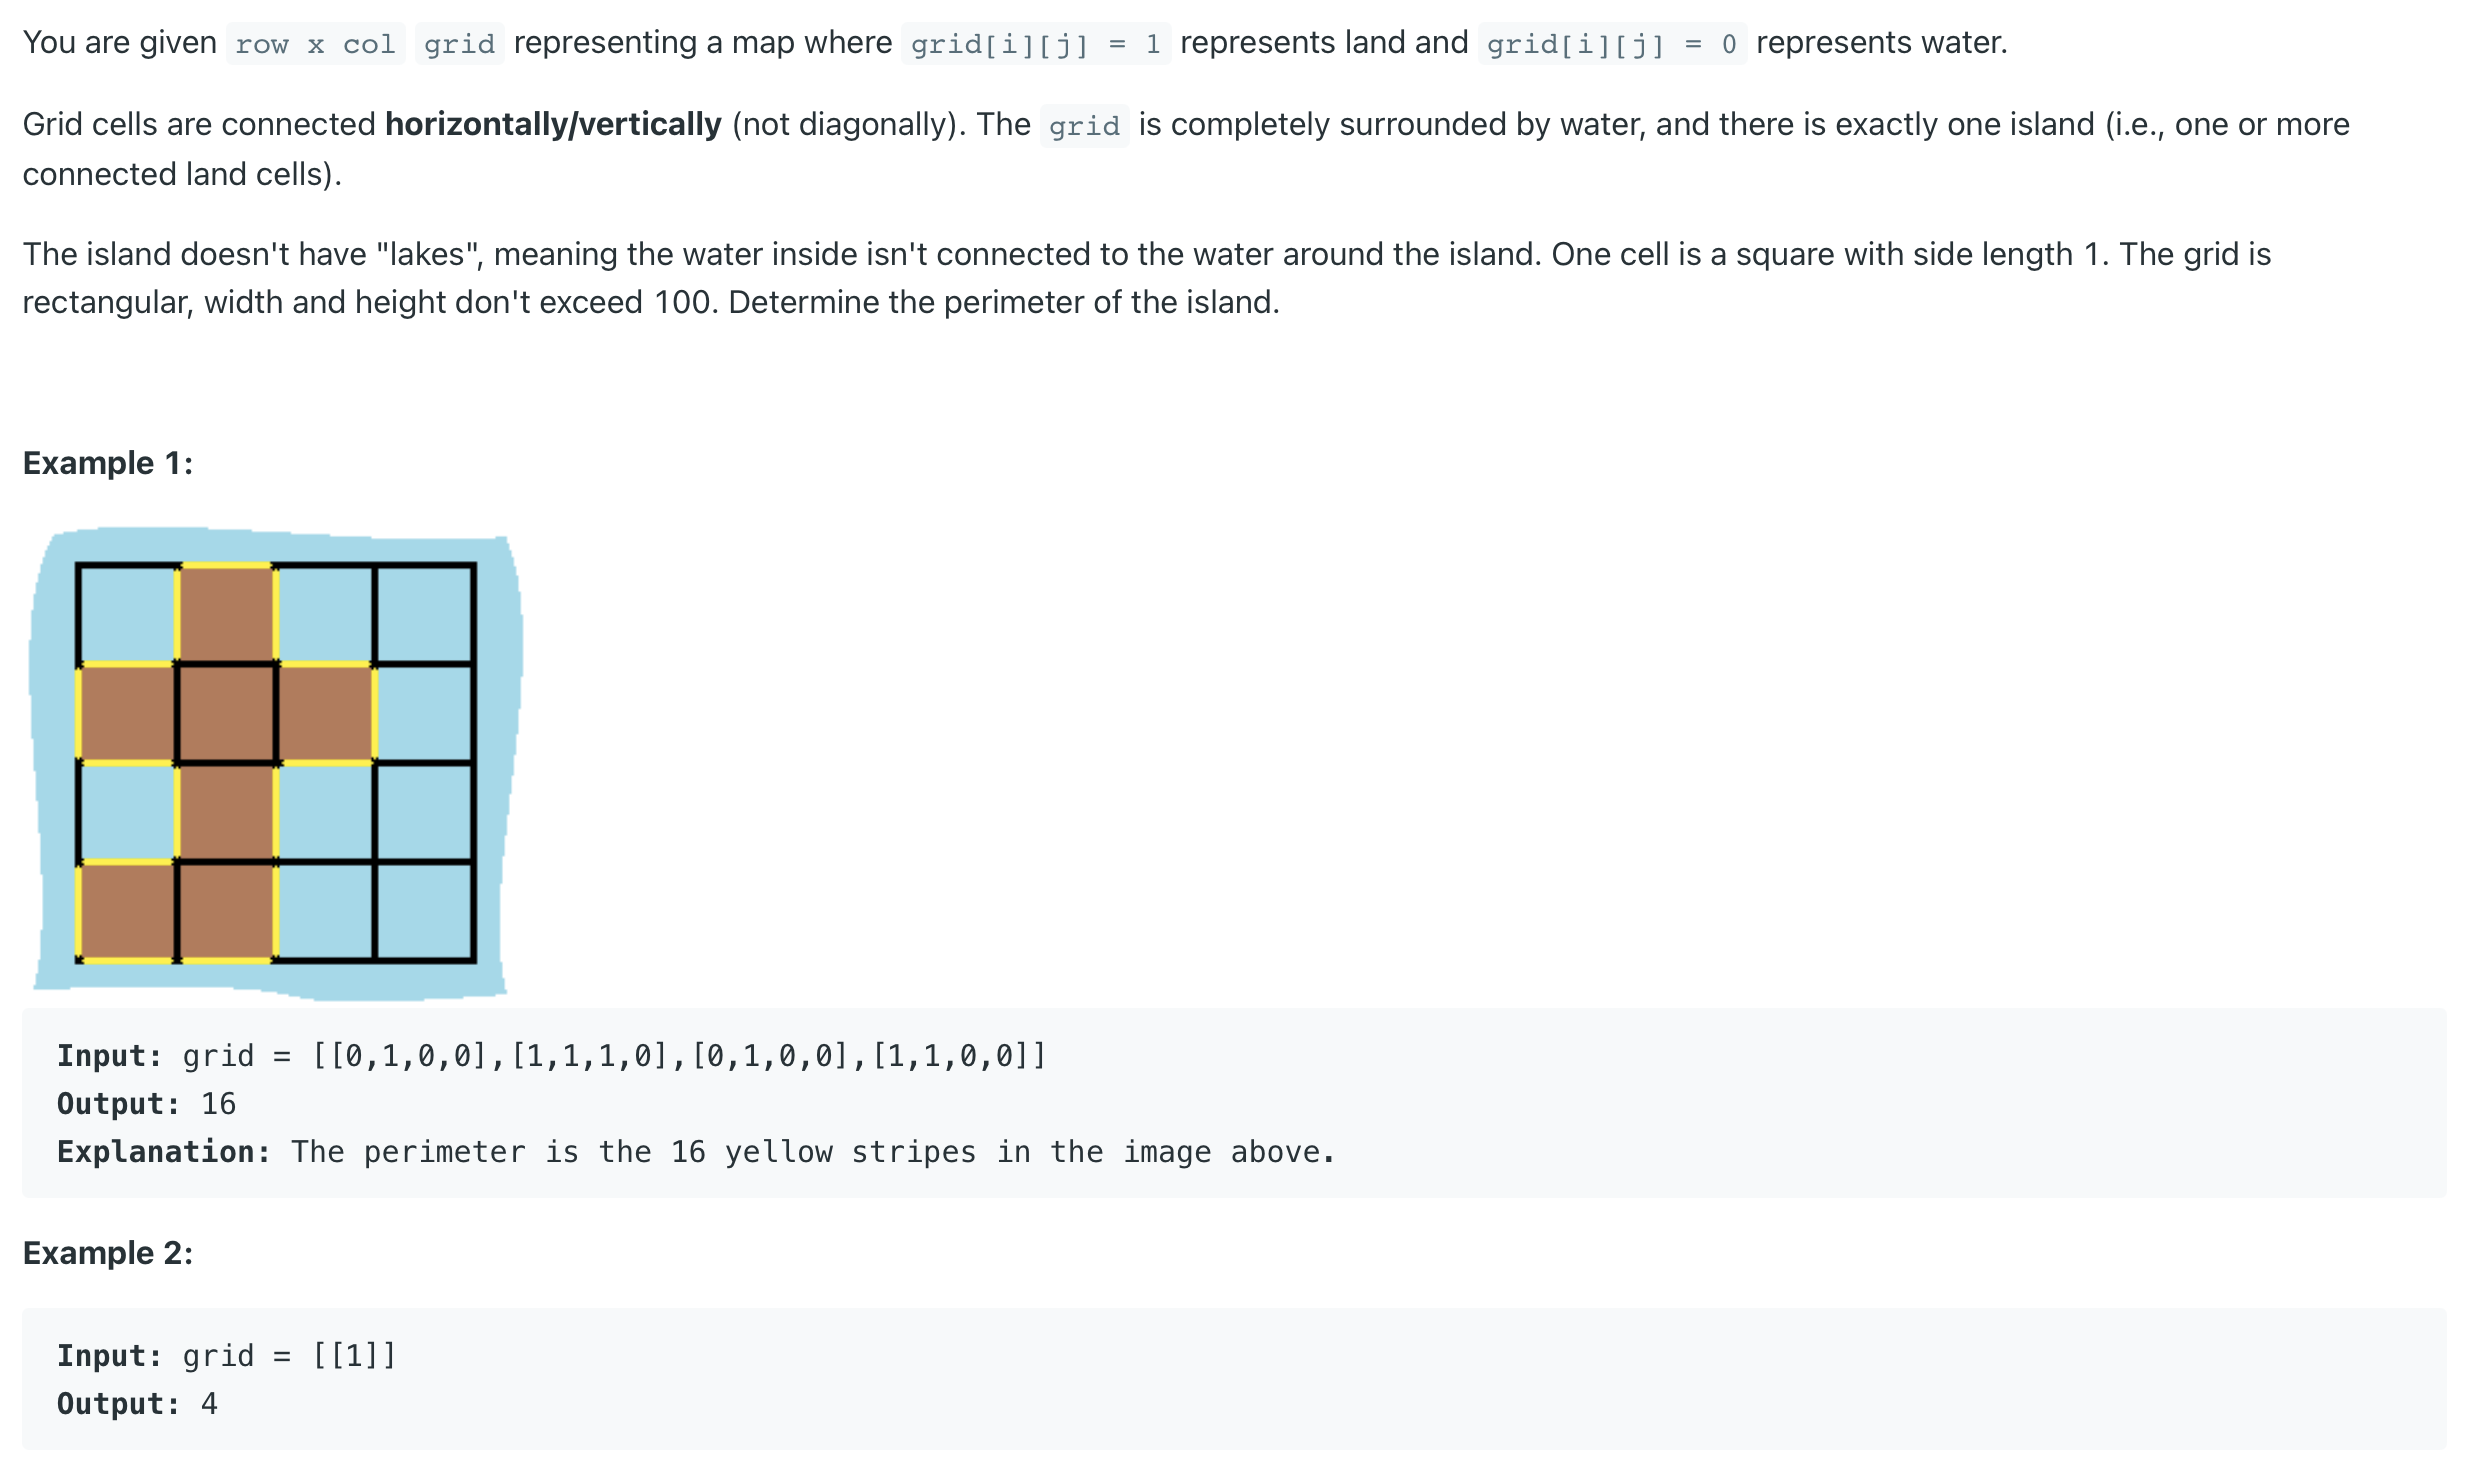 You are given row x col grid representing a map where grid[i][j] = 1 represents land and grid[i][j] = 0 represents water.
Grid cells are connected horizontally/vertically (not diagonally). The grid is completely surrounded by water, and there is exactly one island (i.e., one or more
connected land cells).
The island doesn't have "lakes", meaning the water inside isn't connected to the water around the island. One cell is a square with side length 1. The grid is
rectangular, width and height don't exceed 100. Determine the perimeter of the island.
Example 1:
Input: grid = [[0,1,0,0],[1,1,1,0],[0,1,0,0],[1,1,0,0]]
Output: 16
Explanation: The perimeter is the 16 yellow stripes in the image above.
Example 2:
Input: grid = [[1]]
Output: 4